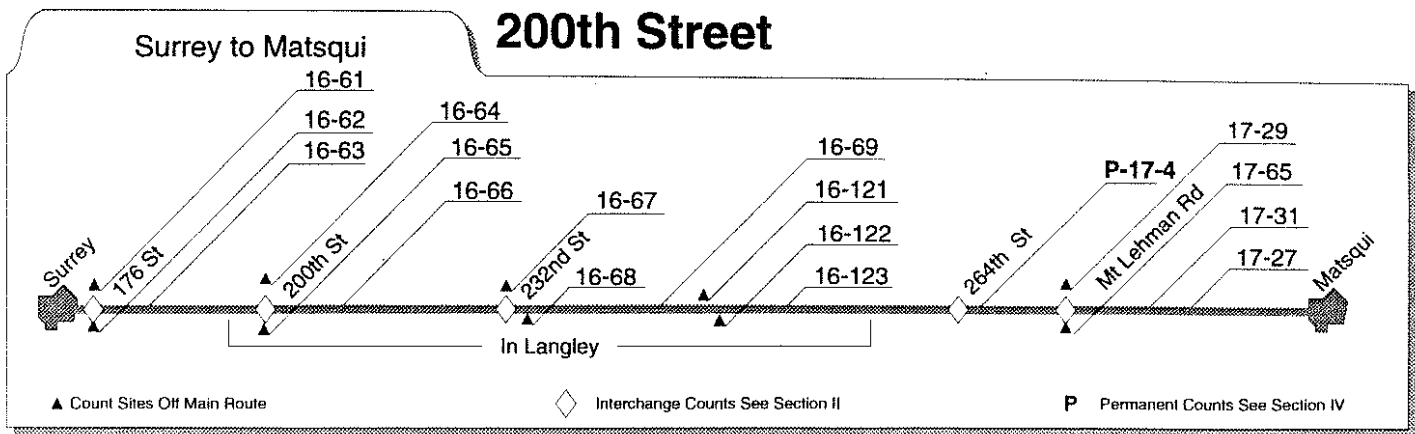 200th Street
Surrey to Matsqui
16-61
16-62
16-63
16-64
16-65
16-66
16-67
16-68
16-69
16-121
16-122
16-123
P-17-4
17-29
17-65
17-31
17-27
Surrey
176 St
200th St
232nd St
264th St
Mt Lehman Rd
Matsqui
In Langley
▲ Count Sites Off Main Route
Interchange Counts See Section II
P Permanent Counts See Section IV